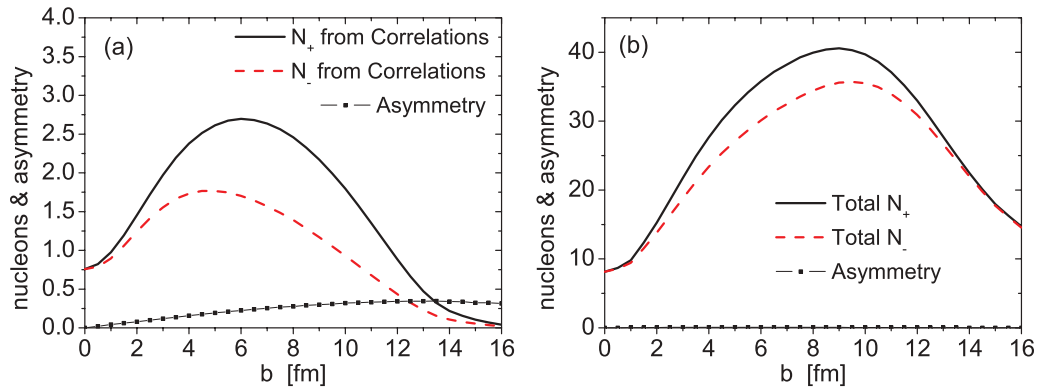 (a)
N+ from Correlations
N- from Correlations
Asymmetry
nucleons & asymmetry
4.0
3.5
3.0
2.5
2.0
1.5
1.0
0.5
0.0
0 2 4 6 8 10 12 14 16
b [fm]
(b)
Total N+
Total N-
Asymmetry
nucleons & asymmetry
40
30
20
10
0
0 2 4 6 8 10 12 14 16
b [fm]